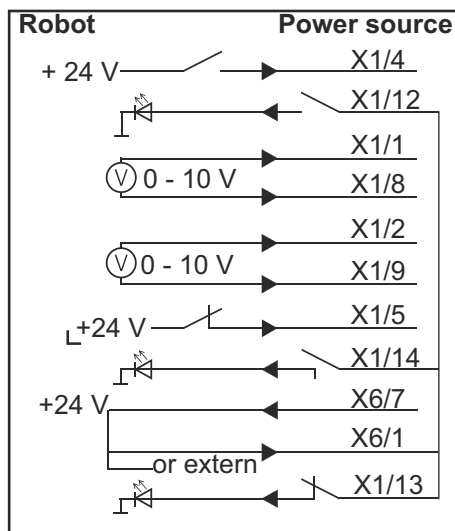 Robot Power source
+ 24 V X1/4
X1/12
X1/1
V 0 - 10 V
X1/8
X1/2
V 0 - 10 V
X1/9
+24 V X1/5
X1/14
+24 V X6/7
X6/1
or extern
X1/13